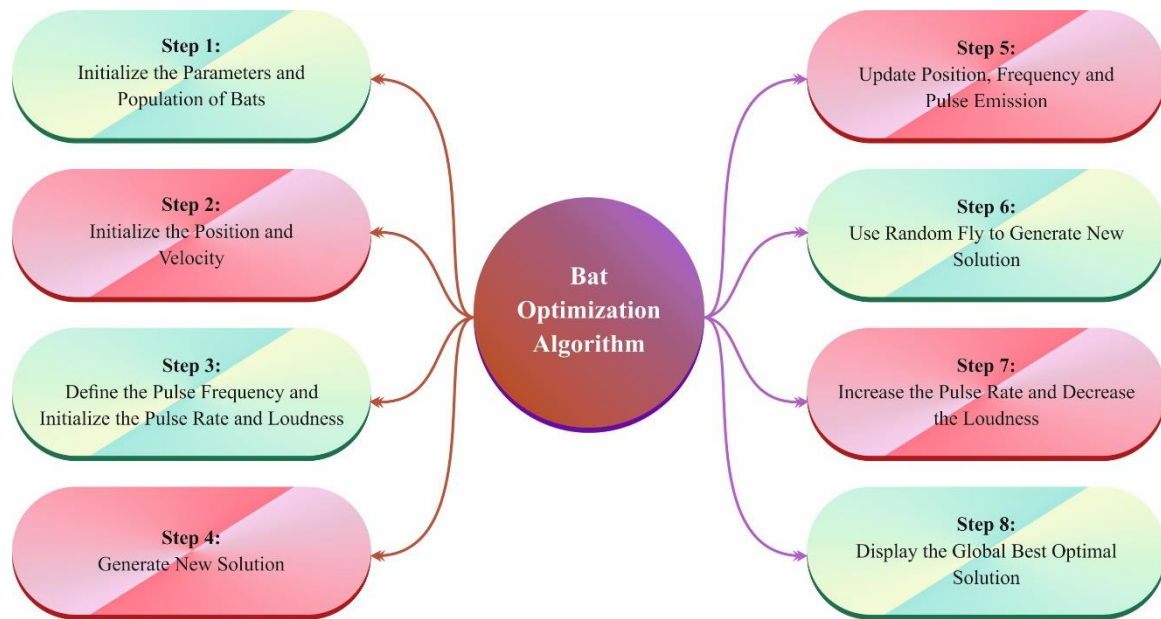 Step 1:
Initialize the Parameters and
Population of Bats
Step 2:
Initialize the Position and
Velocity
Step 3:
Define the Pulse Frequency and
Initialize the Pulse Rate and Loudness
Step 4:
Generate New Solution
Bat
Optimization
Algorithm
Step 5:
Update Position, Frequency and
Pulse Emission
Step 6:
Use Random Fly to Generate New
Solution
Step 7:
Increase the Pulse Rate and Decrease
the Loudness
Step 8:
Display the Global Best Optimal
Solution